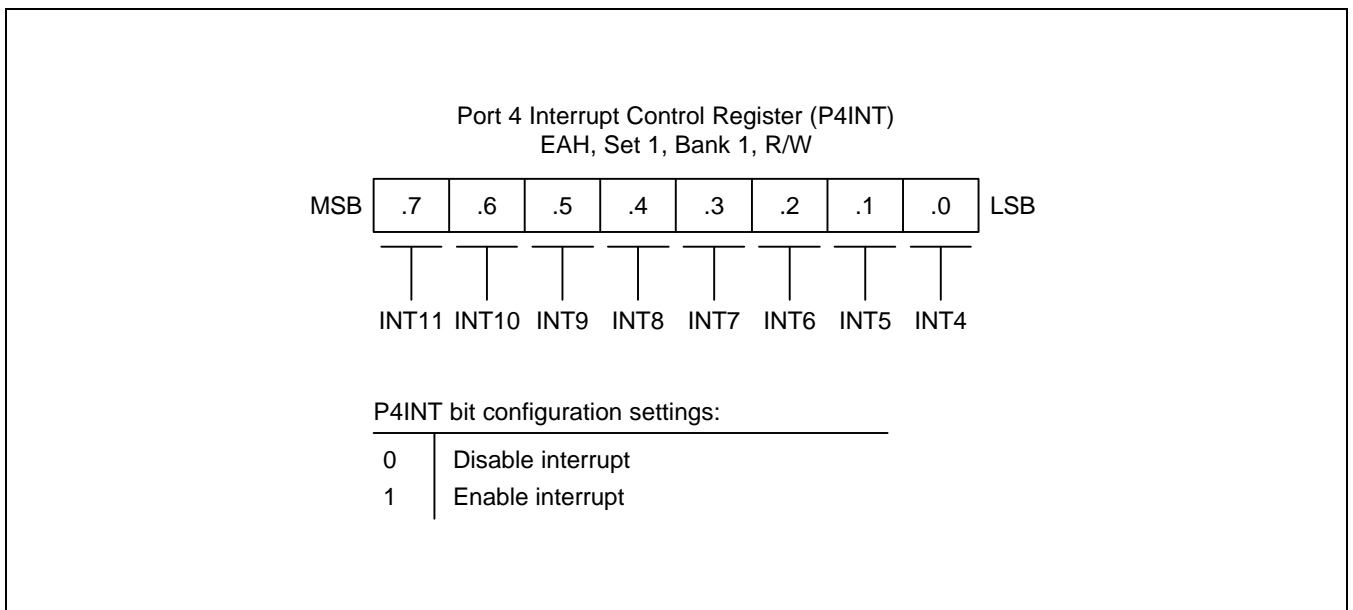 Port 4 Interrupt Control Register (P4INT)
EAH, Set 1, Bank 1, R/W
MSB .7 .6 .5 .4 .3 .2 .1 .0 LSB
INT11 INT10 INT9 INT8 INT7 INT6 INT5 INT4
P4INT bit configuration settings:
0 Disable interrupt
1 Enable interrupt